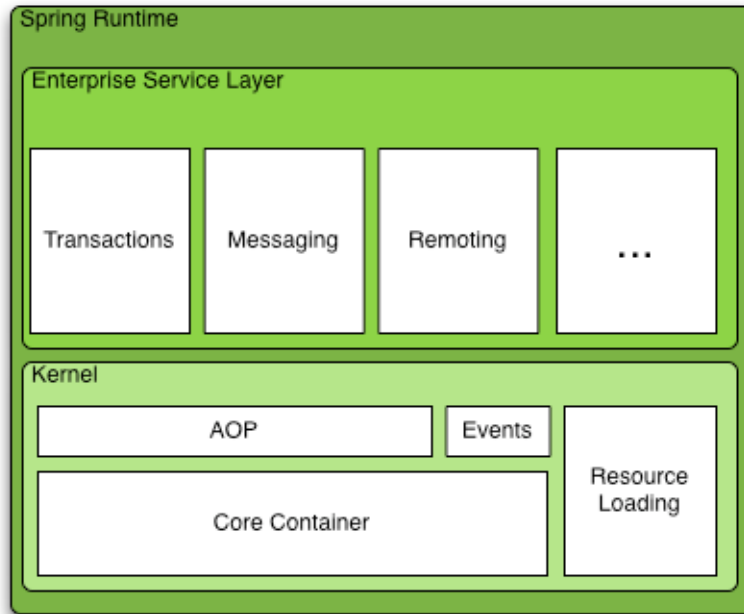 Spring Runtime
Enterprise Service Layer
Transactions
Messaging
Remoting
...
Kernel
AOP
Events
Resource
Loading
Core Container